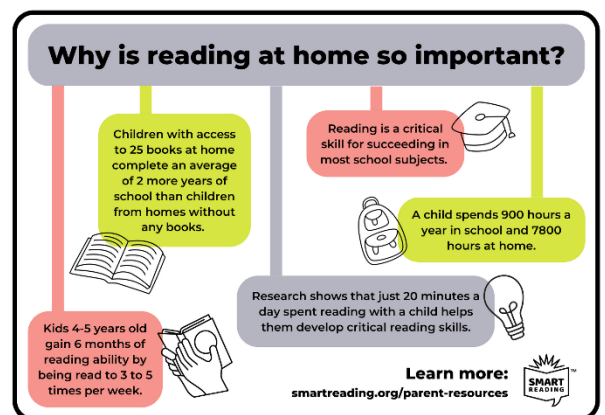 Why is reading at home so important?
Children with access
to 25 books at home
complete an average
of 2 more years of
school than children
from homes without
any books.
Reading is a critical
skill for succeeding in
most school subjects.
A child spends 900 hours a
year in school and 7800
hours at home.
Research shows that just 20 minutes a
day spent reading with a child helps
them develop critical reading skills.
Kids 4-5 years old
gain 6 months of
reading ability by
being read to 3 to 5
times per week.
Learn more:
smartreading.org/parent-resources
SMART
READING
TM